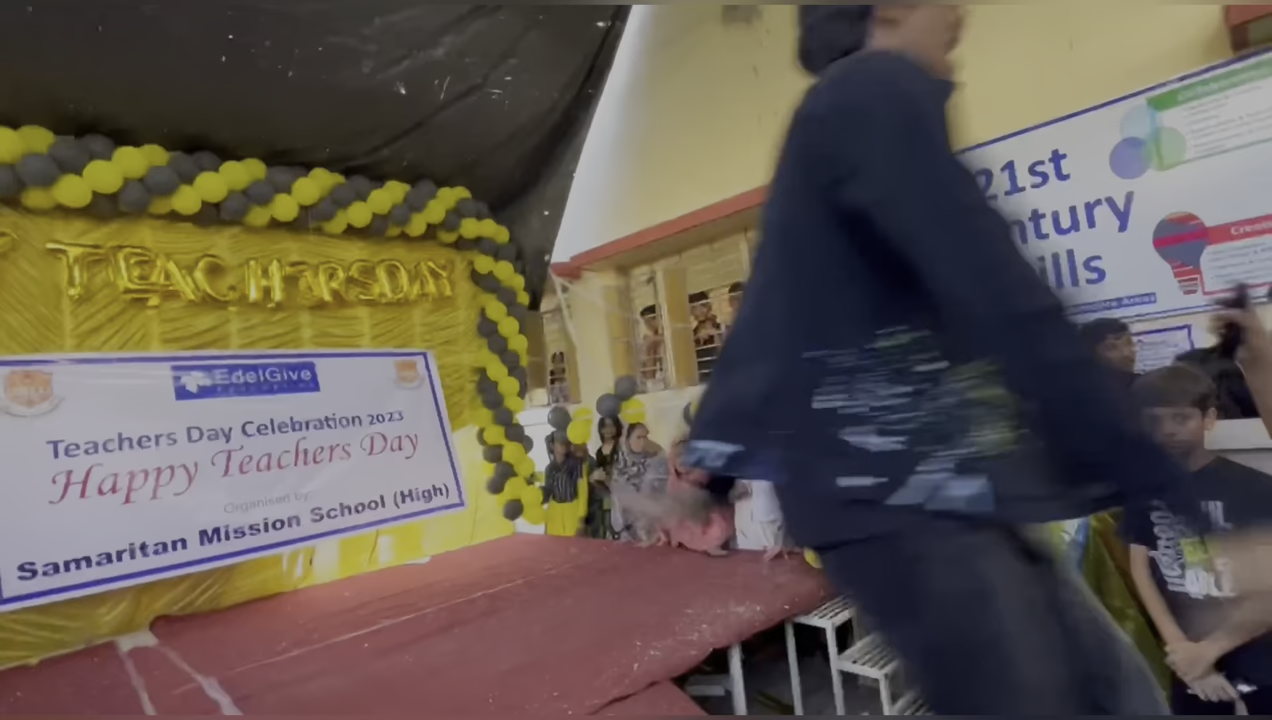 TEACHERSDAY
EdelGive
Teachers Day Celebration 2023
Happy Teachers Day
Organised by:
Samaritan Mission School (High)
21st
ntury
ills